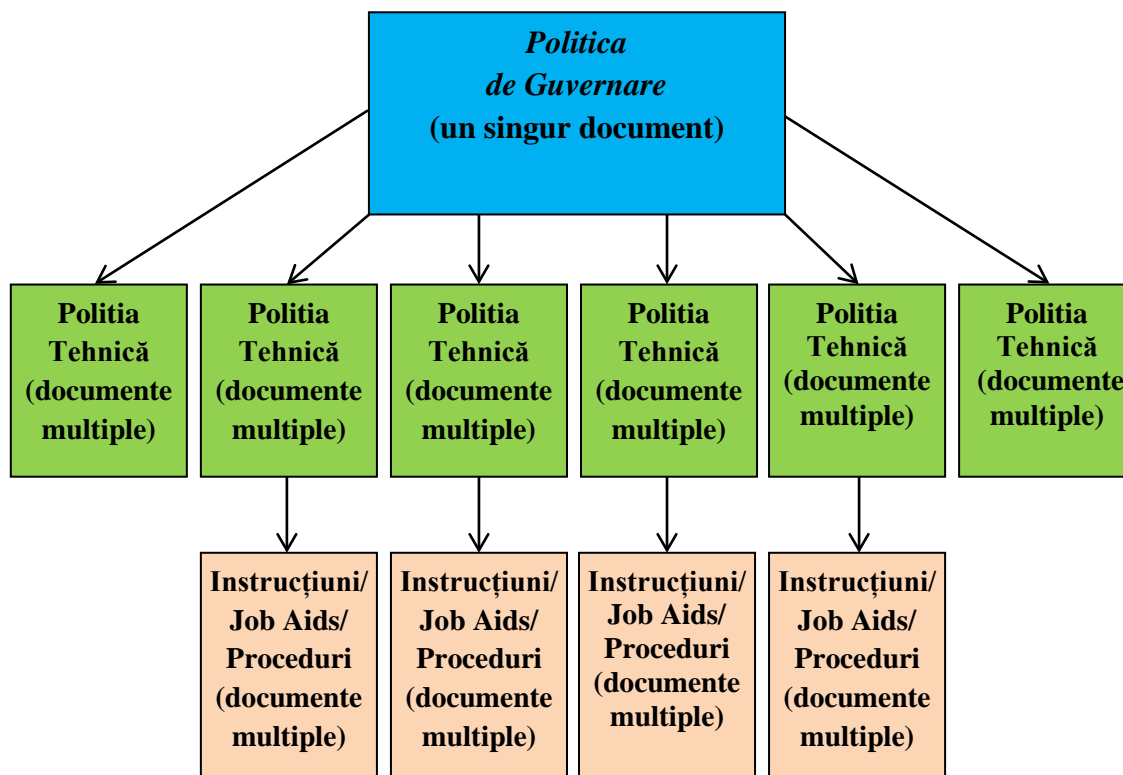 Politica
de Guvernare
(un singur document)
Politia
Tehnică
(documente
multiple)
Politia
Tehnică
(documente
multiple)
Politia
Tehnică
(documente
multiple)
Politia
Tehnică
(documente
multiple)
Politia
Tehnică
(documente
multiple)
Politia
Tehnică
(documente
multiple)
Instrucțiuni/
Job Aids/
Proceduri
(documente
multiple)
Instrucțiuni/
Job Aids/
Proceduri
(documente
multiple)
Instrucțiuni/
Job Aids/
Proceduri
(documente
multiple)
Instrucțiuni/
Job Aids/
Proceduri
(documente
multiple)